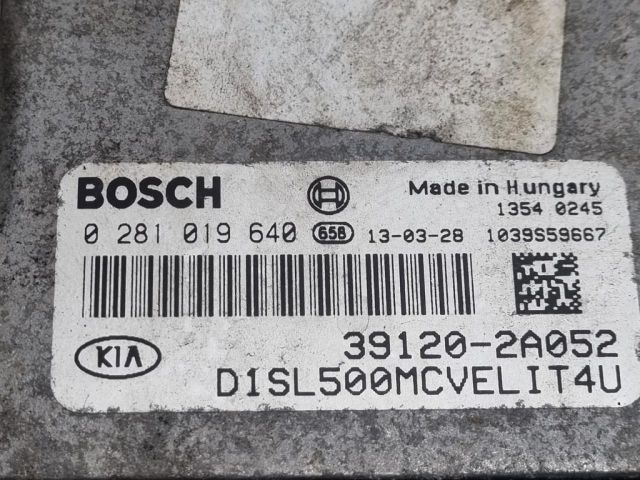 BOSCH Made in Hungary
1354 0245
0 281 019 640 658 13-03-28 1039S59667
39120-2A052
KIA
D1SL500MCVELIT4U